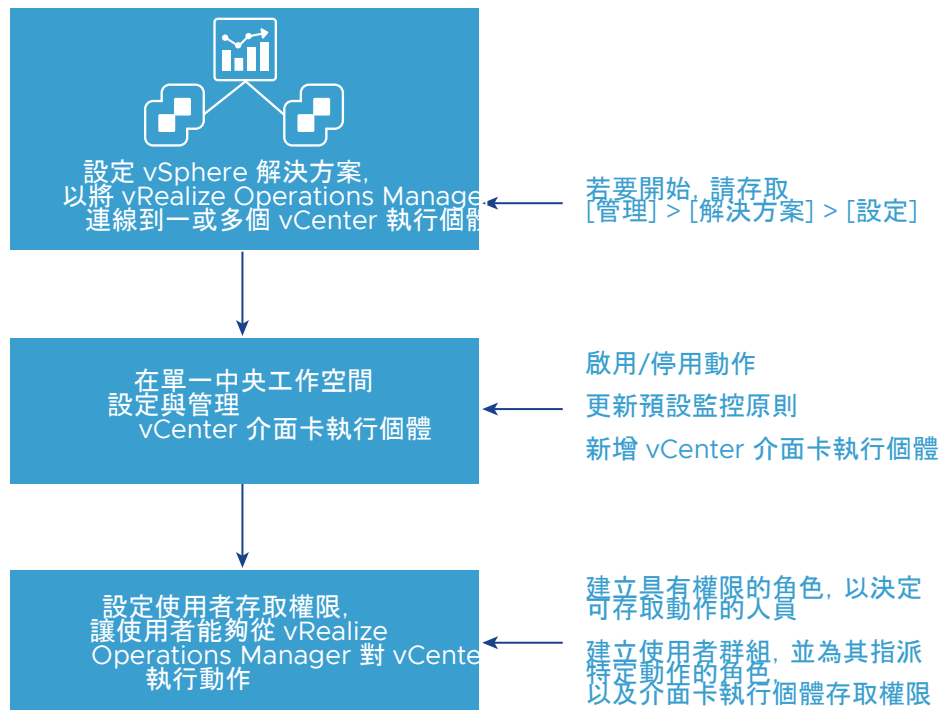 設定 vSphere 解決方案,
以將 vRealize Operations Manage
連線到一或多個 vCenter 執行個體
若要開始, 請存取
[管理] > [解決方案] > [設定]
在單一中央工作空間
設定與管理
vCenter 介面卡執行個體
啟用/停用動作
更新預設監控原則
新增 vCenter 介面卡執行個體
設定使用者存取權限,
讓使用者能夠從 vRealize
Operations Manager 對 vCente
執行動作
建立具有權限的角色, 以決定
可存取動作的人員
建立使用者群組, 並為其指派
特定動作的角色,
以及介面卡執行個體存取權限